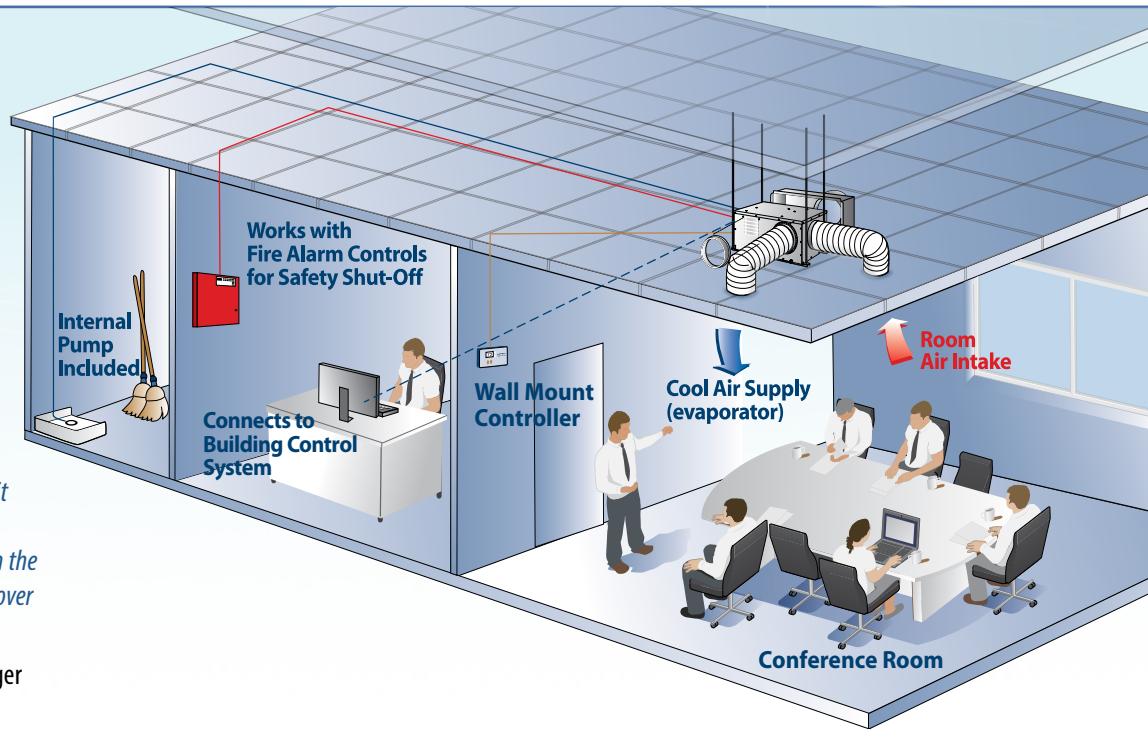 Works with
Fire Alarm Controls
for Safety Shut-Off
Internal
Pump
Included
Connects to
Building Control
System
Wall Mount
Controller
Cool Air Supply
(evaporator)
Room
Air Intake
Conference Room
it
the
over